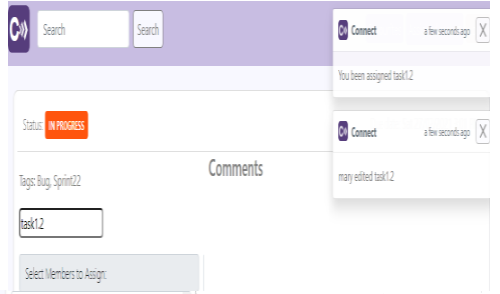 Search
Search
Connect
a few seconds ago
X
You been assigned task1.2
Status:
IN PROGRESS
Connect
a few seconds ago
X
mary edited task1.2
Comments
Tags: Bug, Sprint22
task1.2
Select Members to Assign: